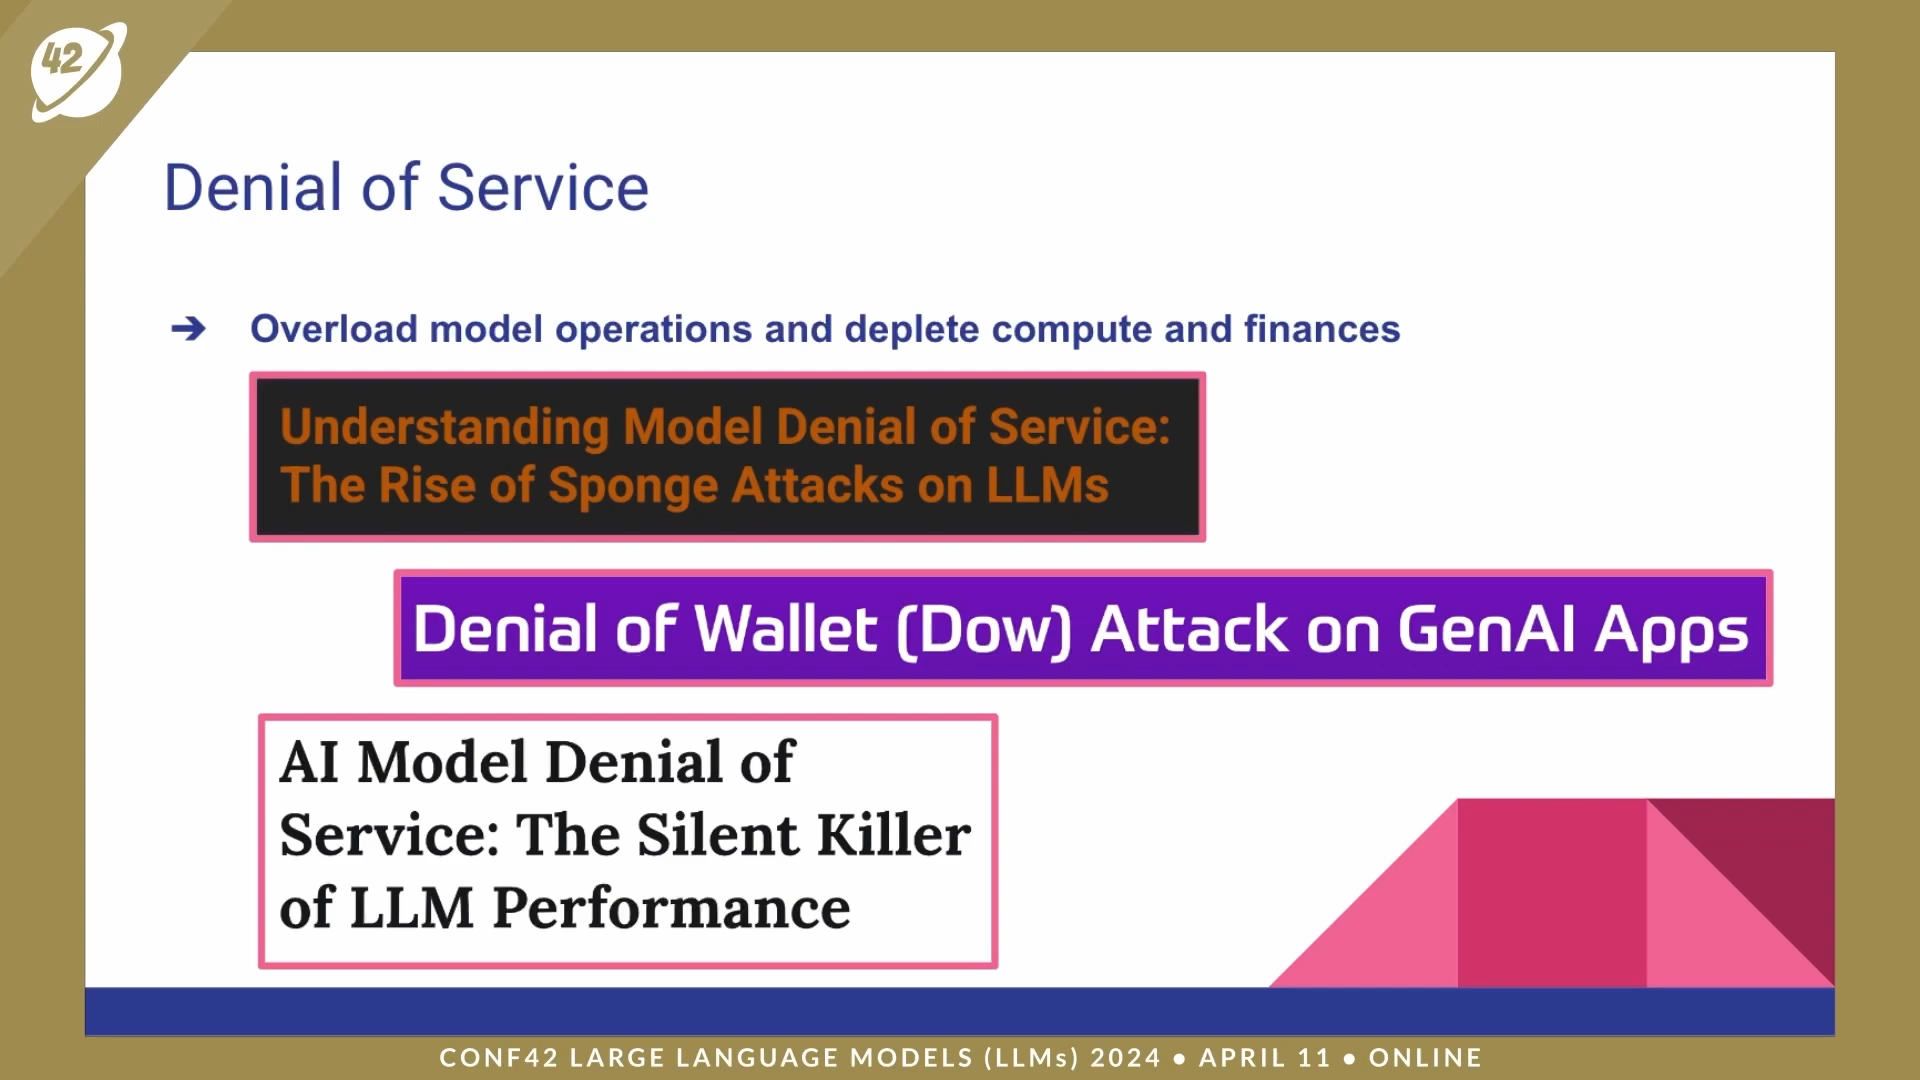 42
Denial of Service
➔ Overload model operations and deplete compute and finances
Understanding Model Denial of Service:
The Rise of Sponge Attacks on LLMs
Denial of Wallet (Dow) Attack on GenAI Apps
AI Model Denial of
Service: The Silent Killer
of LLM Performance
CONF42 LARGE LANGUAGE MODELS (LLMs) 2024 ● APRIL 11 ● ONLINE